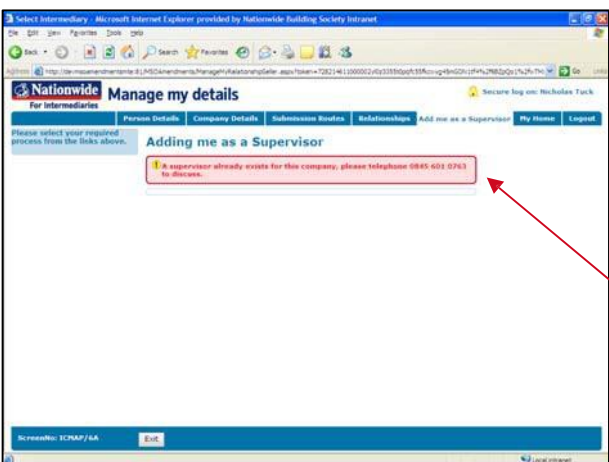 Select Intermediary - Microsoft Internet Explorer provided by Nationwide Building Society Intranet
File Edit View Favorites Tools Help
Back Search Favorites
Address Go Links
Nationwide
For Intermediaries
Manage my details
Secure log on: Nicholas Tuck
Person Details Company Details Submission Routes Relationships Add me as a Supervisor My Home Logout
Please select your required
process from the links above.
Adding me as a Supervisor
A supervisor already exists for this company, please telephone 0845 601 0763
to discuss.
ScreenNo: ICMAP/6A Exit
Local intranet